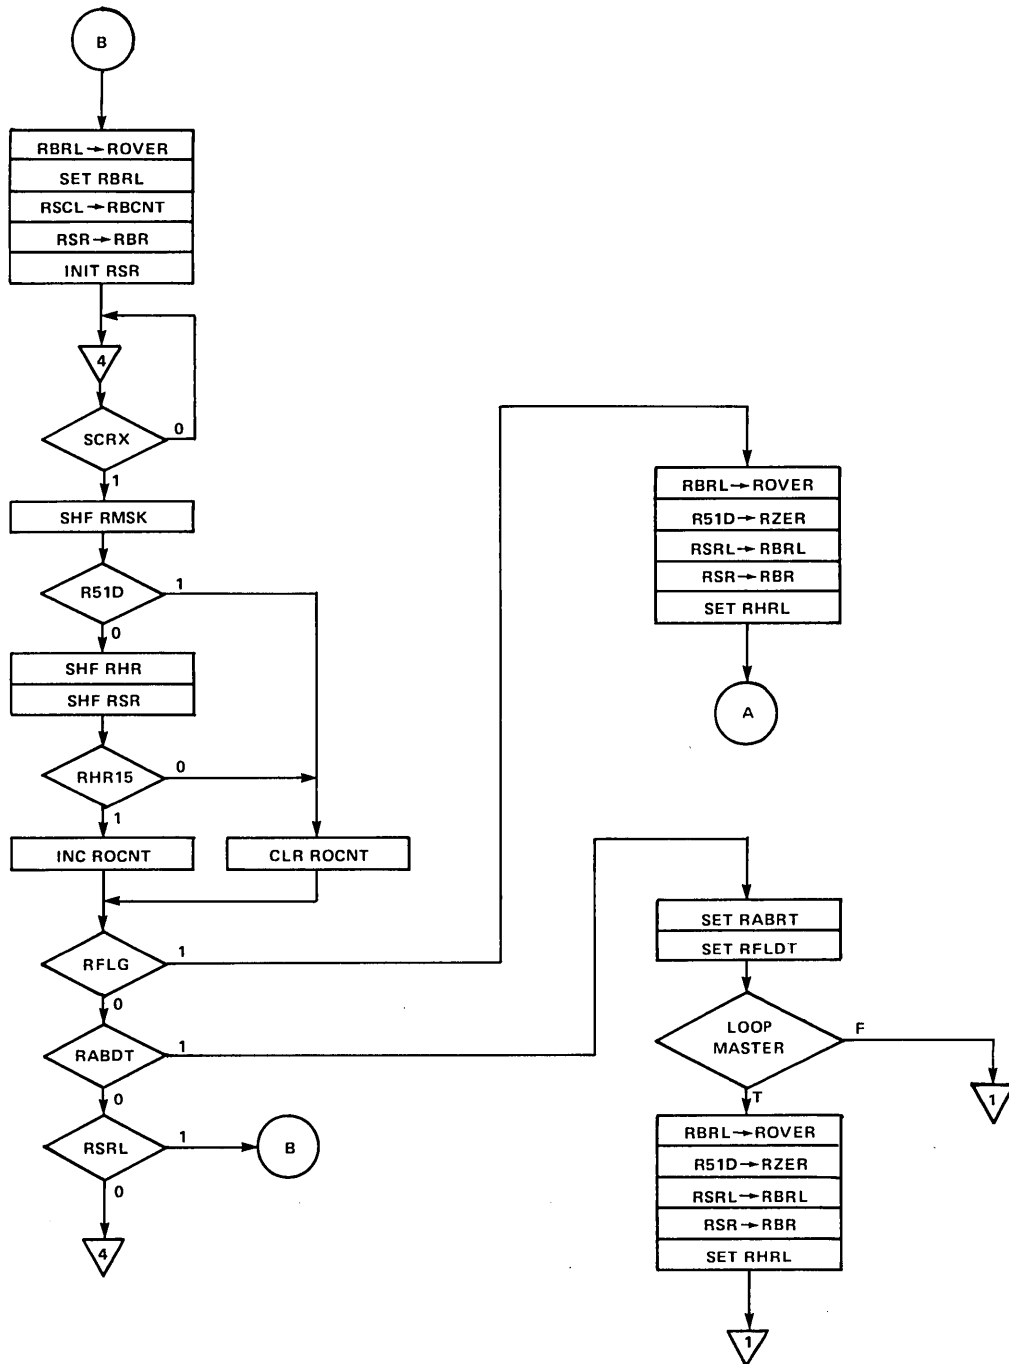 B
RBRL → ROVER
SET RBRL
RSCL → RBCNT
RSR → RBR
INIT RSR
4
SCRX
0
1
SHF RMSK
R51D
1
0
SHF RHR
SHF RSR
RHR15
0
1
INC ROCNT
CLR ROCNT
RFLG
1
0
RABDT
1
0
RSRL
1
B
0
4
RBRL → ROVER
R51D → RZER
RSRL → RBRL
RSR → RBR
SET RHRL
A
SET RABRT
SET RFLDT
LOOP
MASTER
F
1
T
RBRL → ROVER
R51D → RZER
RSRL → RBRL
RSR → RBR
SET RHRL
1